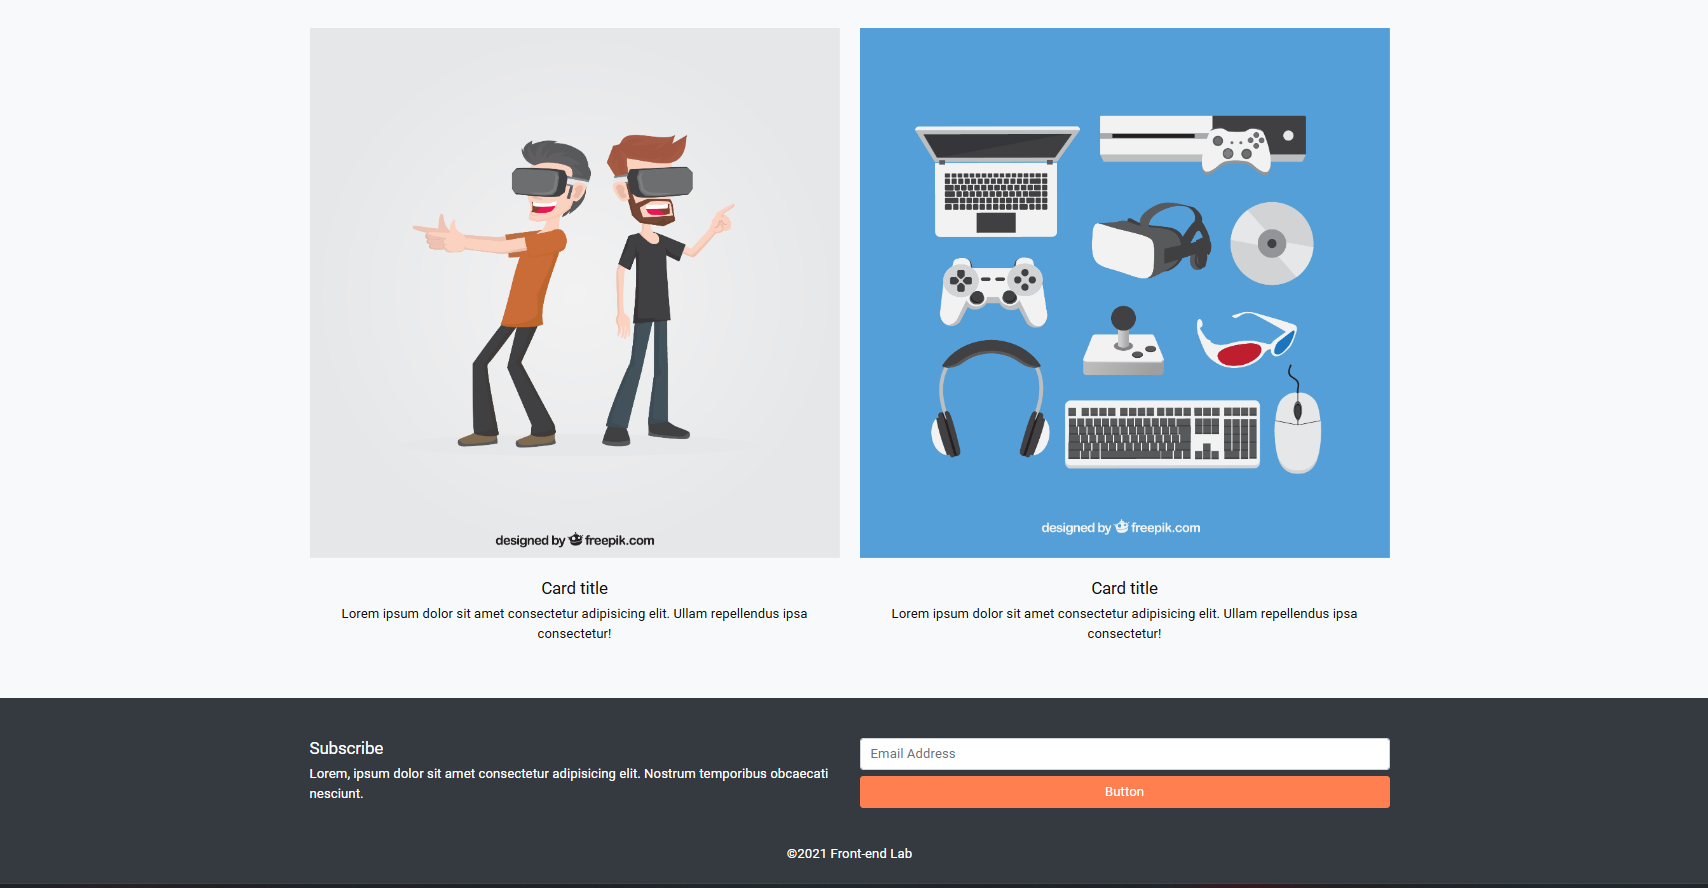 designed by freepik.com
designed by freepik.com
Card title
Lorem ipsum dolor sit amet consectetur adipisicing elit. Ullam repellendus ipsa
consectetur!
Card title
Lorem ipsum dolor sit amet consectetur adipisicing elit. Ullam repellendus ipsa
consectetur!
Subscribe
Lorem, ipsum dolor sit amet consectetur adipisicing elit. Nostrum temporibus obcaecati
nesciunt.
Email Address
Button
©2021 Front-end Lab